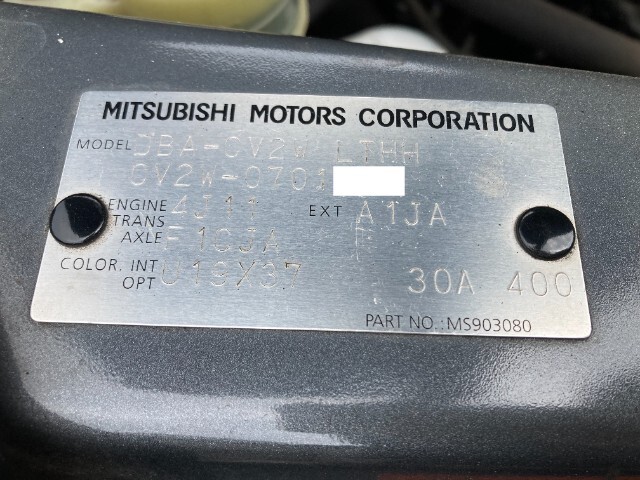 MITSUBISHI MOTORS CORPORATION
MODEL DBA-CV2W LTHH
CV2W-0701
ENGINE 4J11 EXT A1JA
TRANS AXLE F1CJA
COLOR. INT OPT U19X37 30A 400
PART NO.:MS903080